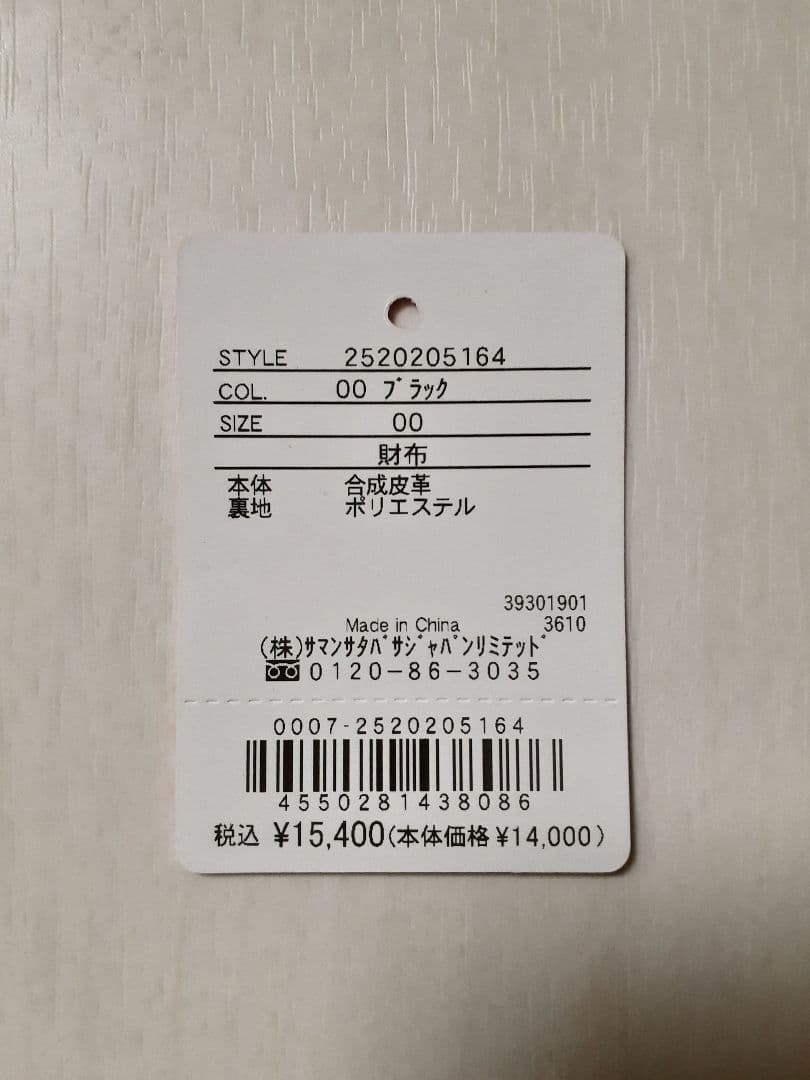 STYLE 2520205164
COL. 00 ﾌﾞﾗｯｸ
SIZE 00
財布
本体 合成皮革
裏地 ポリエステル
39301901
Made in China 3610
(株)ｻﾏﾝｻﾀﾊﾞｻｼﾞｬﾊﾟﾝﾘﾐﾃｯﾄﾞ
0120-86-3035
0007-2520205164
4550281438086
税込 ¥15,400(本体価格¥14,000)